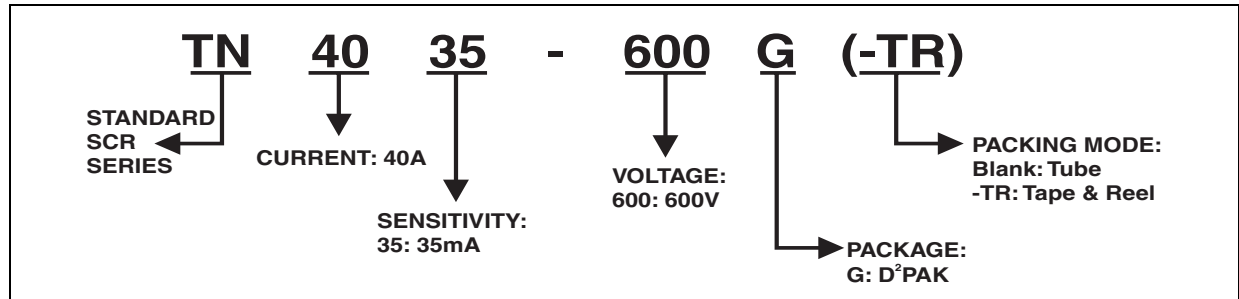 TN 40 35 - 600 G (-TR)
STANDARD
SCR
SERIES
CURRENT: 40A
SENSITIVITY:
35: 35mA
VOLTAGE:
600: 600V
PACKAGE:
G: D²PAK
PACKING MODE:
Blank: Tube
-TR: Tape & Reel